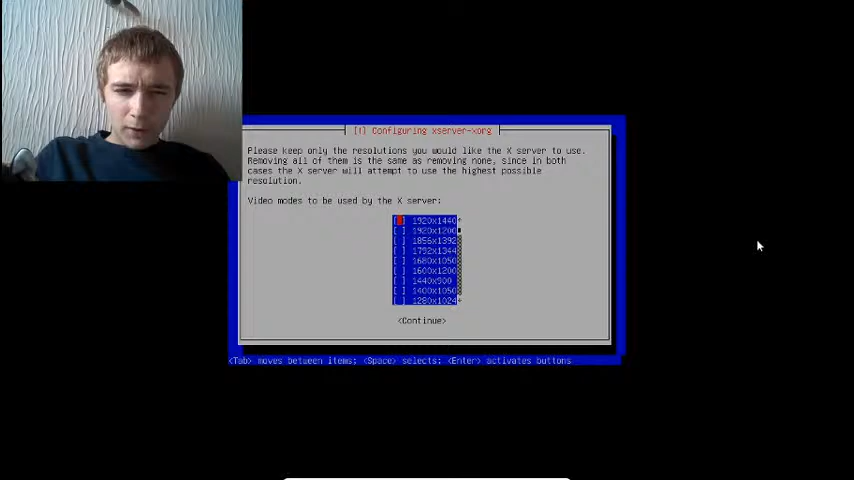 [!] Configuring xserver-xorg
Please keep only the resolutions you would like the X server to use.
Removing all of them is the same as removing none, since in both
cases the X server will attempt to use the highest possible
resolution.
Video modes to be used by the X server:
[ ] 1920x1440
[ ] 1920x1200
[ ] 1856x1392
[ ] 1792x1344
[ ] 1680x1050
[ ] 1600x1200
[ ] 1440x900
[ ] 1400x1050
[ ] 1280x1024
<Continue>
<Tab> moves between items; <Space> selects; <Enter> activates buttons